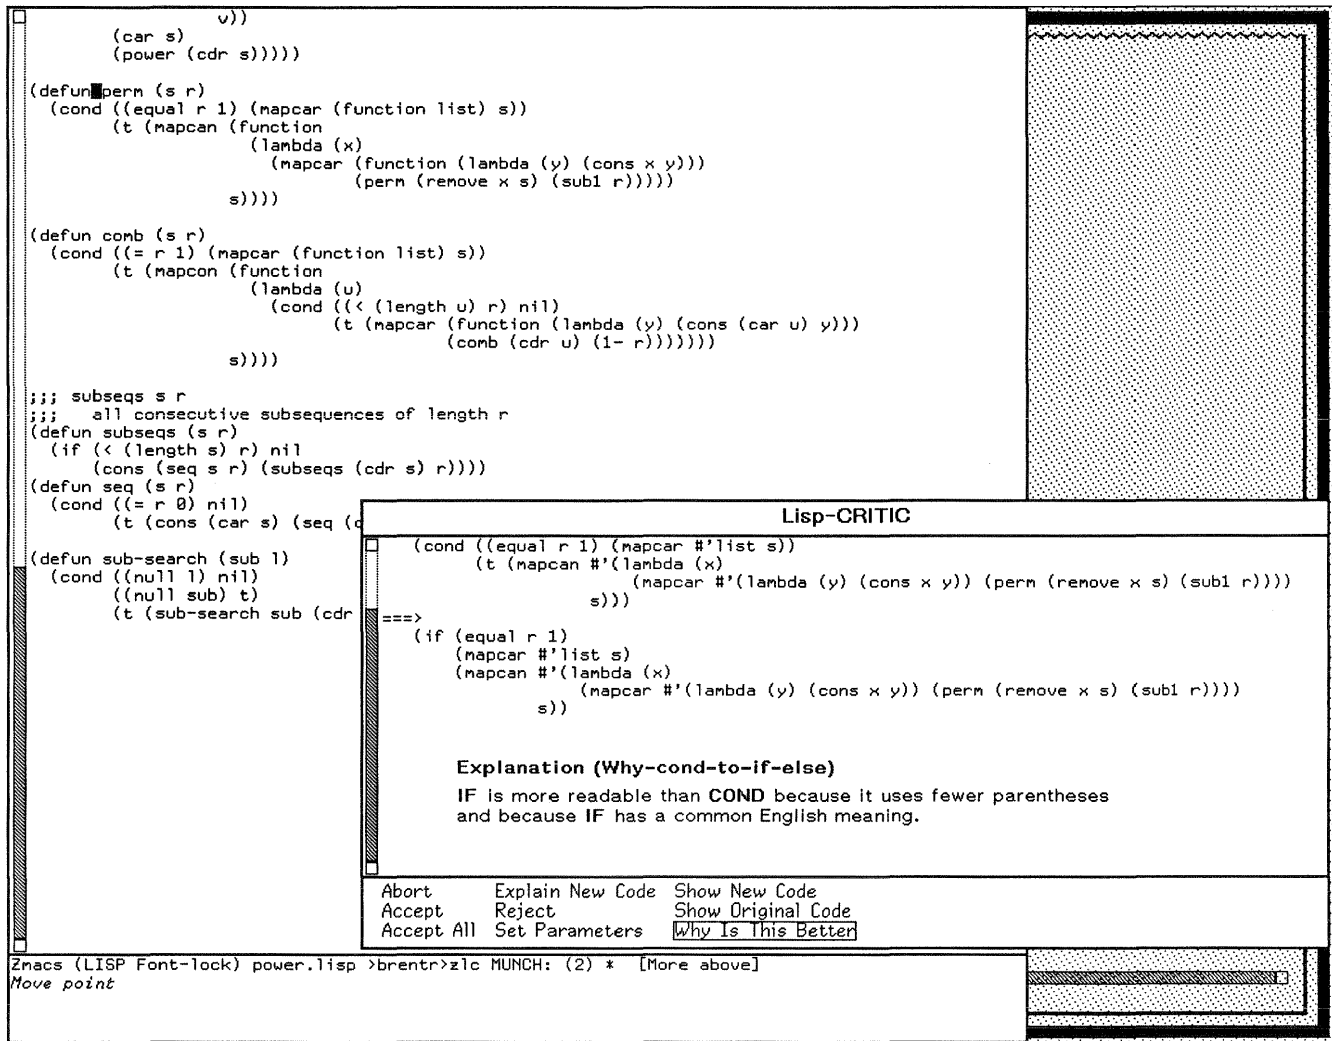 v))
        (car s)
        (power (cdr s)))))
(defun perm (s r)
  (cond ((equal r 1) (mapcar (function list) s))
        (t (mapcan (function
                     (lambda (x)
                       (mapcar (function (lambda (y) (cons x y)))
                               (perm (remove x s) (sub1 r)))))
                   s))))
(defun comb (s r)
  (cond ((= r 1) (mapcar (function list) s))
        (t (mapcon (function
                     (lambda (u)
                       (cond ((< (length u) r) nil)
                             (t (mapcar (function (lambda (y) (cons (car u) y)))
                                        (comb (cdr u) (1- r)))))))
                   s))))
;;; subseqs s r
;;;   all consecutive subsequences of length r
(defun subseqs (s r)
  (if (< (length s) r) nil
      (cons (seq s r) (subseqs (cdr s) r))))
(defun seq (s r)
  (cond ((= r 0) nil)
        (t (cons (car s) (seq (c
(defun sub-search (sub l)
  (cond ((null l) nil)
        ((null sub) t)
        (t (sub-search sub (cdr
Lisp-CRITIC
(cond ((equal r 1) (mapcar #'list s))
      (t (mapcan #'(lambda (x)
                     (mapcar #'(lambda (y) (cons x y)) (perm (remove x s) (sub1 r))))
                 s)))
===>
(if (equal r 1)
    (mapcar #'list s)
    (mapcan #'(lambda (x)
                (mapcar #'(lambda (y) (cons x y)) (perm (remove x s) (sub1 r))))
            s))
Explanation (Why-cond-to-if-else)
IF is more readable than COND because it uses fewer parentheses
and because IF has a common English meaning.
Abort Explain New Code Show New Code
Accept Reject Show Original Code
Accept All Set Parameters Why Is This Better
Zmacs (LISP Font-lock) power.lisp >brentr>zlc MUNCH: (2) * [More above]
Move point